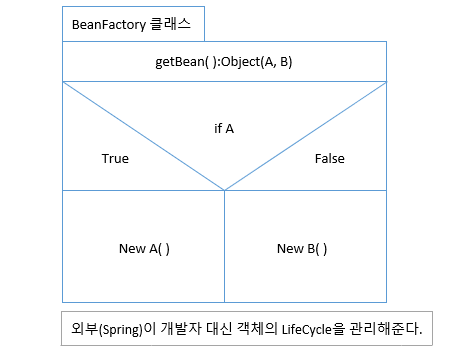 BeanFactory 클래스
getBean( ):Object(A, B)
if A
True
False
New A( )
New B( )
외부(Spring)이 개발자 대신 객체의 LifeCycle을 관리해준다.